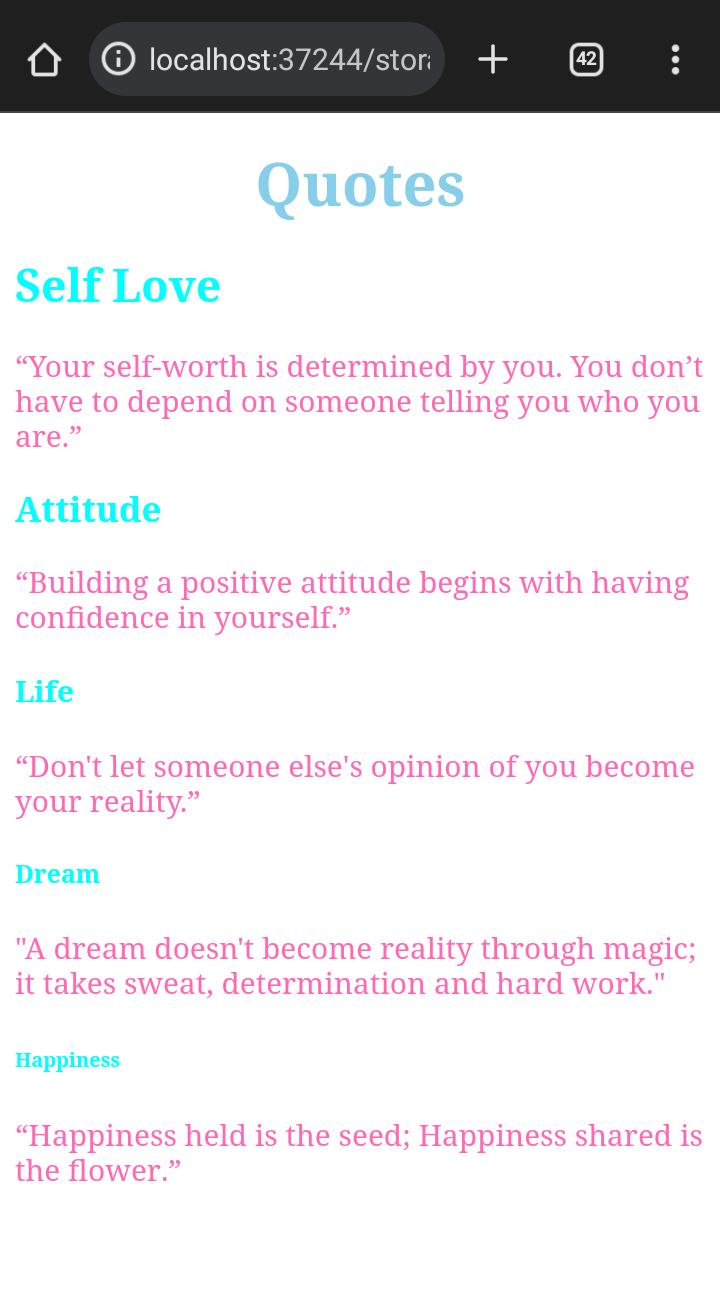 localhost:37244/stor
42
Quotes
Self Love
“Your self-worth is determined by you. You don’t
have to depend on someone telling you who you
are.”
Attitude
“Building a positive attitude begins with having
confidence in yourself.”
Life
“Don't let someone else's opinion of you become
your reality.”
Dream
"A dream doesn't become reality through magic;
it takes sweat, determination and hard work."
Happiness
“Happiness held is the seed; Happiness shared is
the flower.”